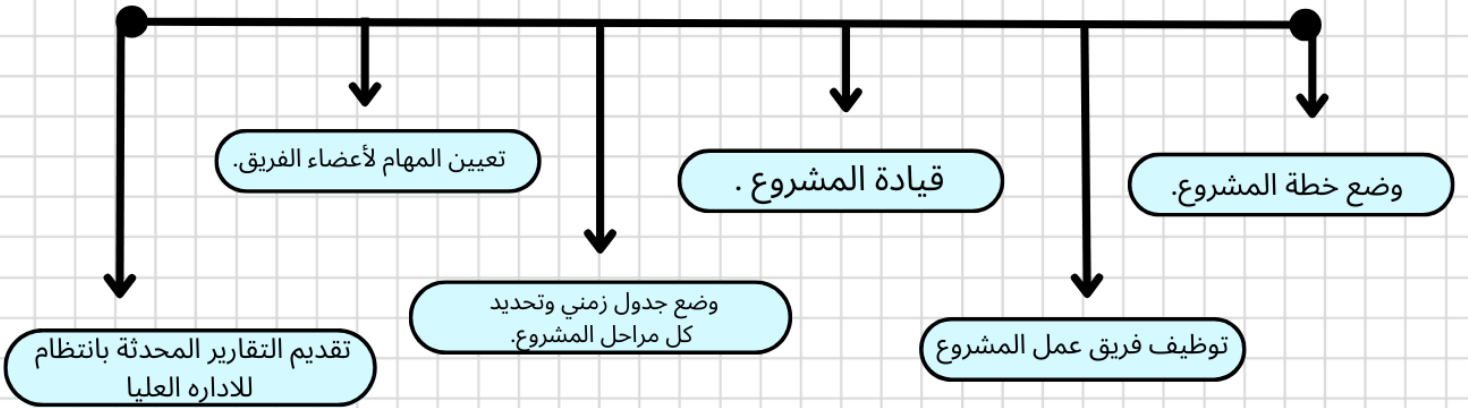 وضع خطة المشروع.
توظيف فريق عمل المشروع
قيادة المشروع .
وضع جدول زمني وتحديد
كل مراحل المشروع.
تعيين المهام لأعضاء الفريق.
تقديم التقارير المحدثة بانتظام
للاداره العليا